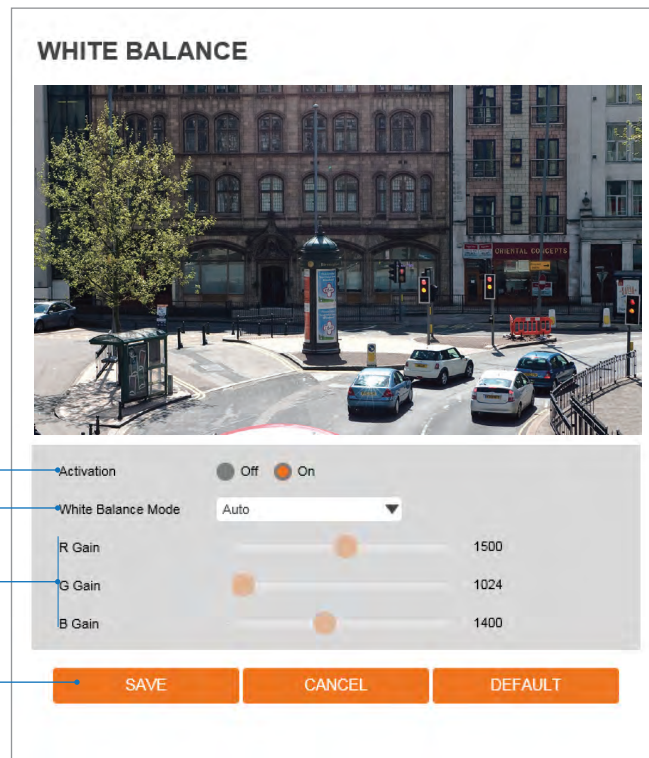 WHITE BALANCE
ORIENTAL CONCEPTS
Activation Off On
White Balance Mode Auto
R Gain 1500
G Gain 1024
B Gain 1400
SAVE CANCEL DEFAULT